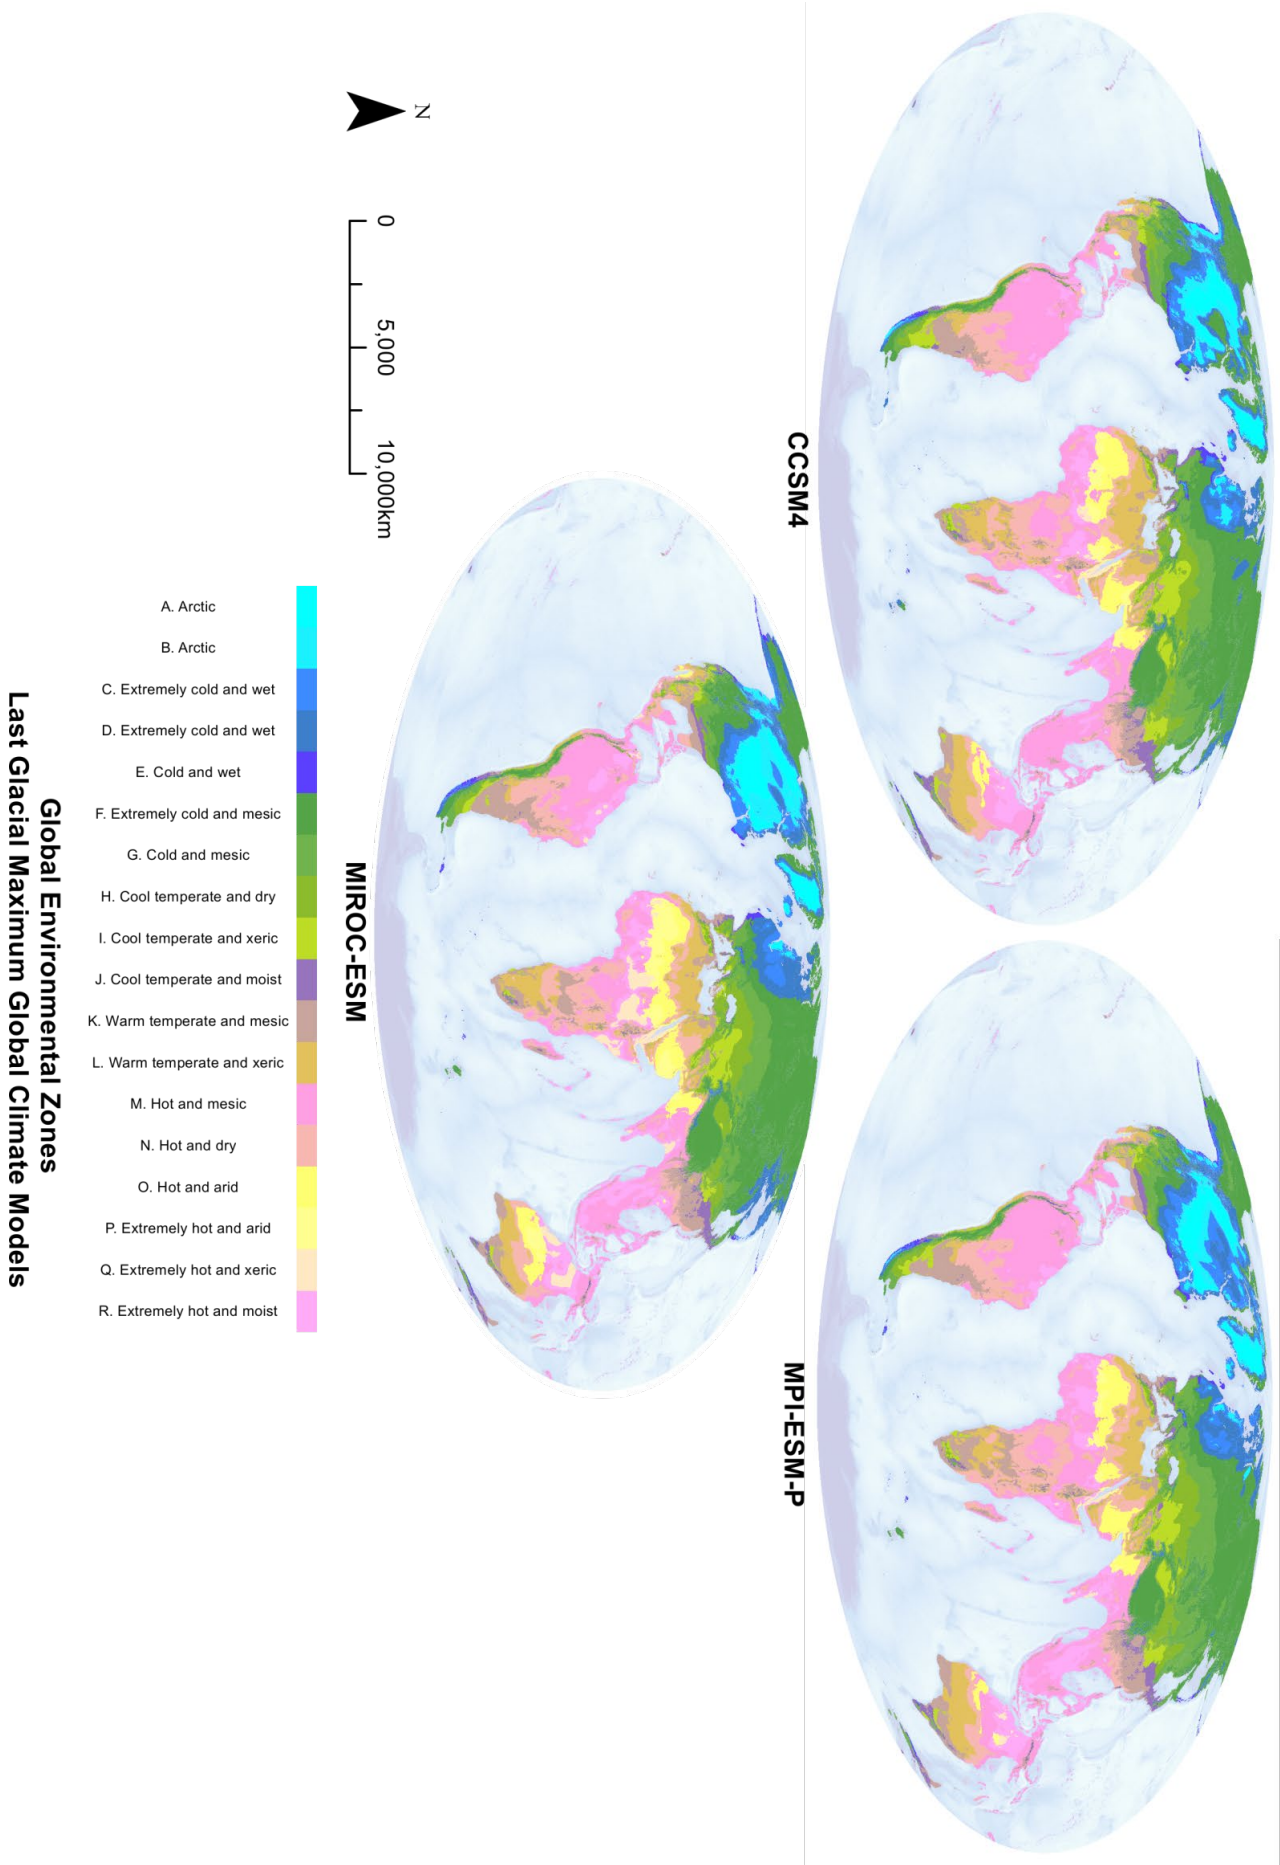 CCSM4
MPI-ESM-P
MIROC-ESM
N
0
5,000
10,000km
A. Arctic
B. Arctic
C. Extremely cold and wet
D. Extremely cold and wet
E. Cold and wet
F. Extremely cold and mesic
G. Cold and mesic
H. Cool temperate and dry
I. Cool temperate and xeric
J. Cool temperate and moist
K. Warm temperate and mesic
L. Warm temperate and xeric
M. Hot and mesic
N. Hot and dry
O. Hot and arid
P. Extremely hot and arid
Q. Extremely hot and xeric
R. Extremely hot and moist
Global Environmental Zones
Last Glacial Maximum Global Climate Models